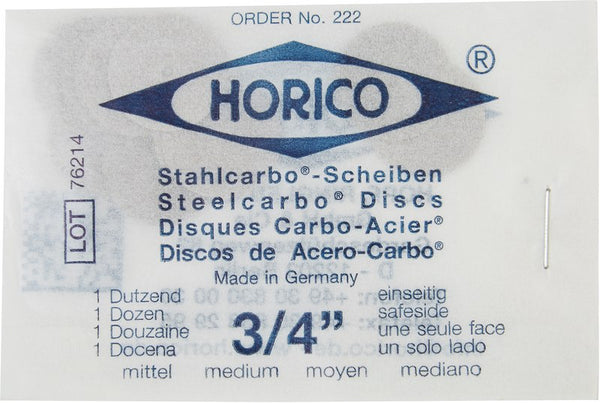 ORDER No. 222
HORICO ®
LOT 76214
Stahlcarbo®-Scheiben
Steelcarbo® Discs
Disques Carbo-Acier®
Discos de Acero-Carbo®
Made in Germany
1 Dutzend
1 Dozen
1 Douzaine
1 Docena
3/4”
einseitig
safeside
une seule face
un solo lado
mittel medium moyen mediano